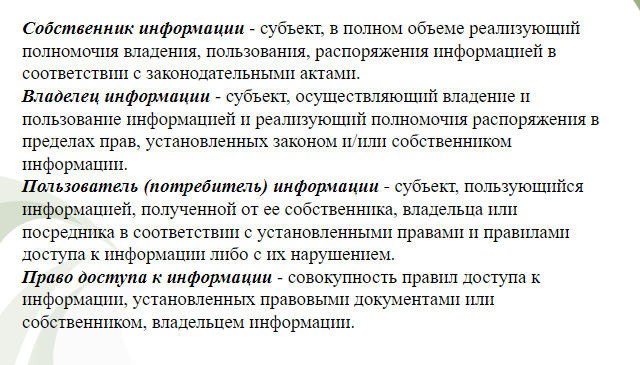 Собственник информации - субъект, в полном объеме реализующий
полномочия владения, пользования, распоряжения информацией в
соответствии с законодательными актами.
Владелец информации - субъект, осуществляющий владение и
пользование информацией и реализующий полномочия распоряжения в
пределах прав, установленных законом и/или собственником
информации.
Пользователь (потребитель) информации - субъект, пользующийся
информацией, полученной от ее собственника, владельца или
посредника в соответствии с установленными правами и правилами
доступа к информации либо с их нарушением.
Право доступа к информации - совокупность правил доступа к
информации, установленных правовыми документами или
собственником, владельцем информации.